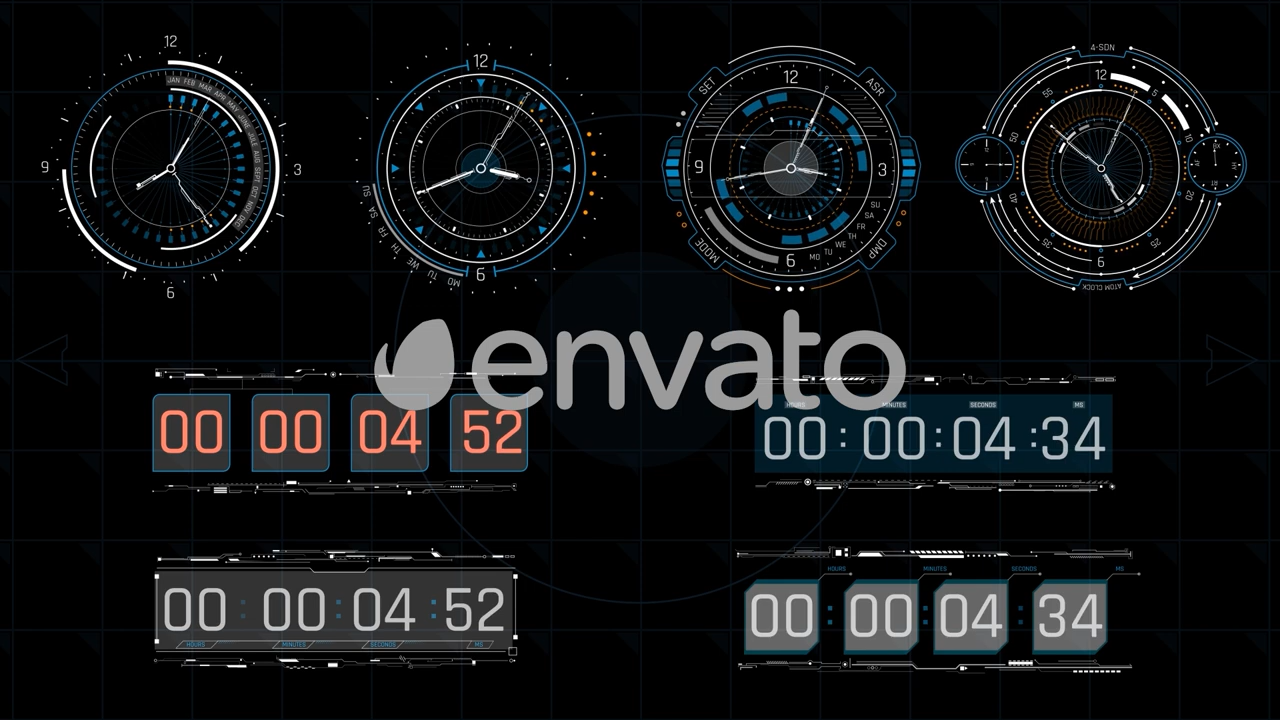 12
3
6
9
JAN FEB MAR APR MAY JUNE JULE AUG SEPT OCT NOV DEC
12
6
MO TU WE TH FR SA SU
SET
12
ASR
9
3
6
MODE
DMP
MO TU WE TH FR SA SU
4-SDN
12
5
10
20
25
6
35
40
50
55
ATOM CLOCK
envato
00 00 04 52
HOURS MINUTES SECONDS MS
00 : 00 : 04 : 34
00 : 00 : 04 : 52
HOURS MINUTES SECONDS MS
HOURS MINUTES SECONDS MS
00 : 00 : 04 : 34